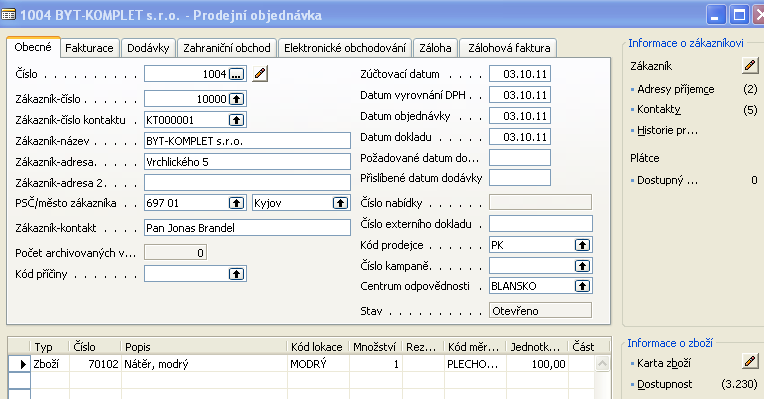 1004 BYT-KOMPLET s.r.o. - Prodejní objednávka
Obecné Fakturace Dodávky Zahraniční obchod Elektronické obchodování Záloha Zálohová faktura
Číslo . . . . . . . . . . 1004 ...
Zákazník-číslo . . . . . 10000
Zákazník-číslo kontaktu . KT000001
Zákazník-název . . . . . BYT-KOMPLET s.r.o.
Zákazník-adresa. . . . . Vrchlického 5
Zákazník-adresa 2. . . .
PSČ/město zákazníka . . 697 01 Kyjov
Zákazník-kontakt . . . . Pan Jonas Brandel
Počet archivovaných v... 0
Kód příčiny . . . . . . .
Zúčtovací datum . . . . 03.10.11
Datum vyrovnání DPH . . 03.10.11
Datum objednávky . . . . 03.10.11
Datum dokladu . . . . . 03.10.11
Požadované datum do...
Přislíbené datum dodávky
Číslo nabídky . . . . . .
Číslo externího dokladu .
Kód prodejce . . . . . . PK
Číslo kampaně. . . . . .
Centrum odpovědnosti . BLANSKO
Stav . . . . . . . . . . Otevřeno
Informace o zákazníkovi
Zákazník
Adresy příjemce (2)
Kontakty (5)
Historie pr...
Plátce
Dostupný ... 0
Typ Číslo Popis Kód lokace Množství Rez... Kód měr... Jednotk... Část
Zboží 70102 Nátěr, modrý MODRÝ 1 PLECHO... 100,00
Informace o zboží
Karta zboží
Dostupnost (3.230)